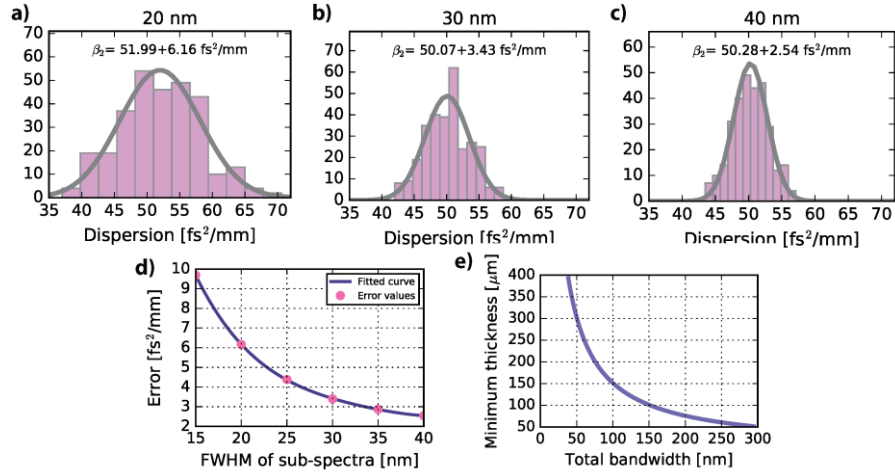 a)
20 nm
β₂= 51.99+6.16 fs²/mm
70
60
50
40
30
20
10
0
35 40 45 50 55 60 65 70
Dispersion [fs²/mm]
b)
30 nm
β₂= 50.07+3.43 fs²/mm
70
60
50
40
30
20
10
0
35 40 45 50 55 60 65 70
Dispersion [fs²/mm]
c)
40 nm
β₂= 50.28+2.54 fs²/mm
60
50
40
30
20
10
0
35 40 45 50 55 60 65 70
Dispersion [fs²/mm]
d)
Error [fs²/mm]
10
9
8
7
6
5
4
3
2
Fitted curve
Error values
15 20 25 30 35 40
FWHM of sub-spectra [nm]
e)
Minimum thickness [μm]
400
350
300
250
200
150
100
50
0 50 100 150 200 250 300
Total bandwidth [nm]